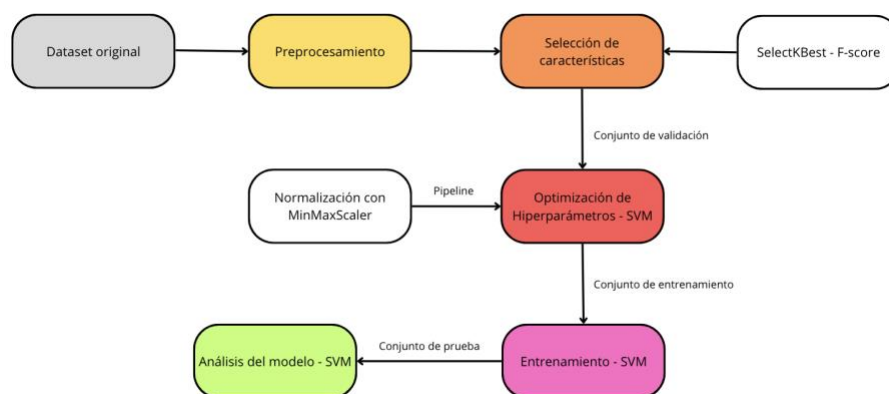 Dataset original
Preprocesamiento
Selección de
características
SelectKBest - F-score
Conjunto de validación
Normalización con
MinMaxScaler
Pipeline
Optimización de
Hiperparámetros - SVM
Conjunto de entrenamiento
Análisis del modelo - SVM
Conjunto de prueba
Entrenamiento - SVM